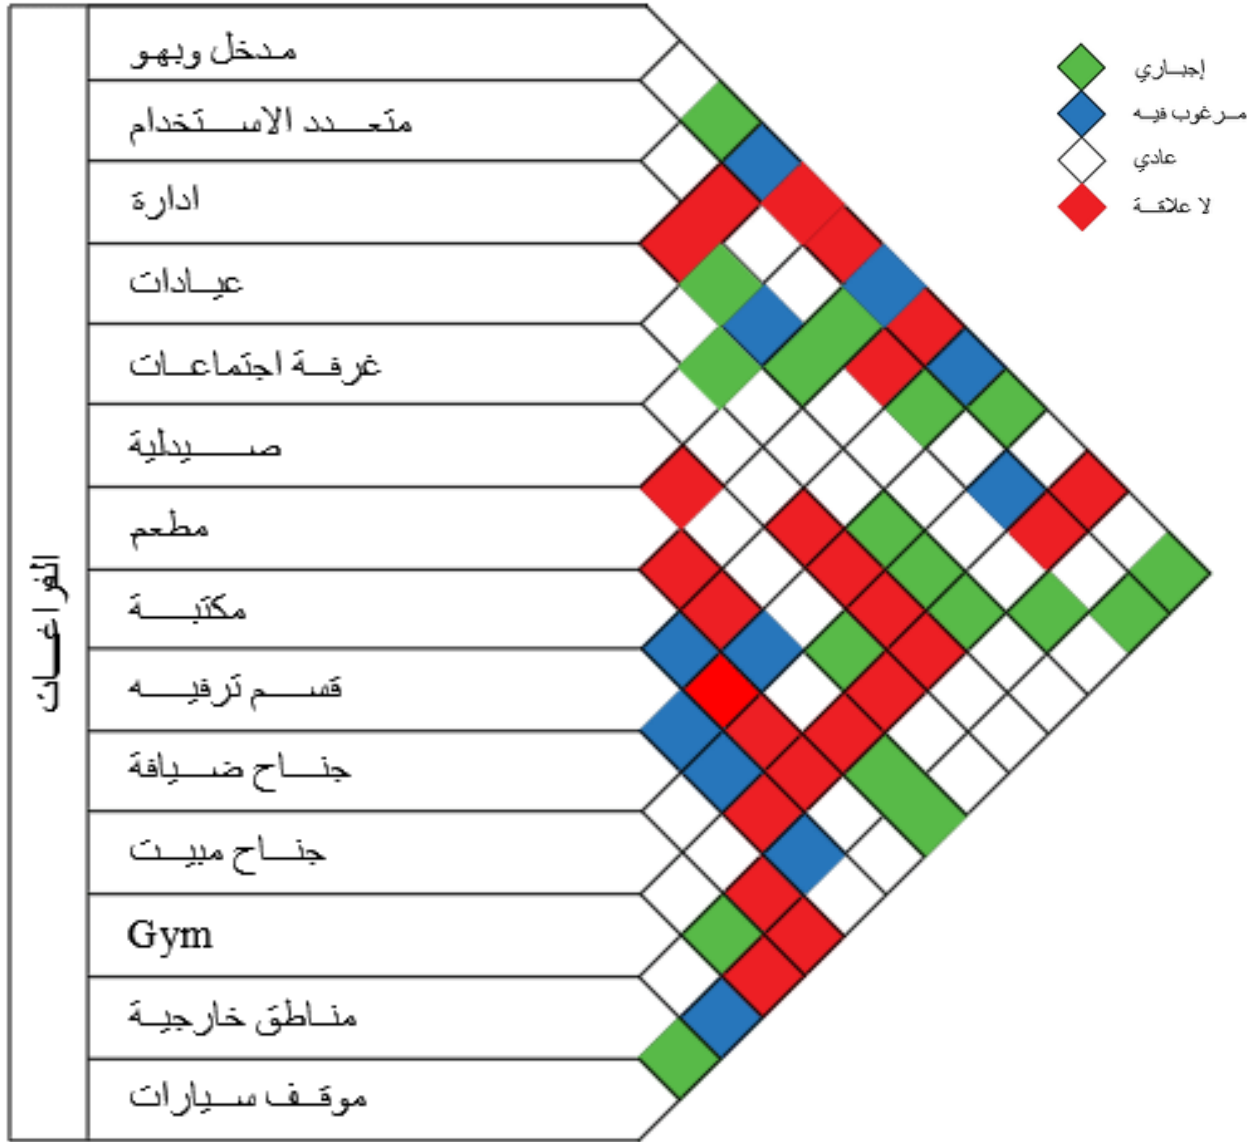 الفراغات
مدخل وبهو
متعدد الاستخدام
ادارة
عيادات
غرفة اجتماعات
صيدلية
مطعم
مكتبة
قسم ترفيه
جناح ضيافة
جناح مبيت
Gym
مناطق خارجية
موقف سيارات
إجباري
مرغوب فيه
عادي
لا علاقة